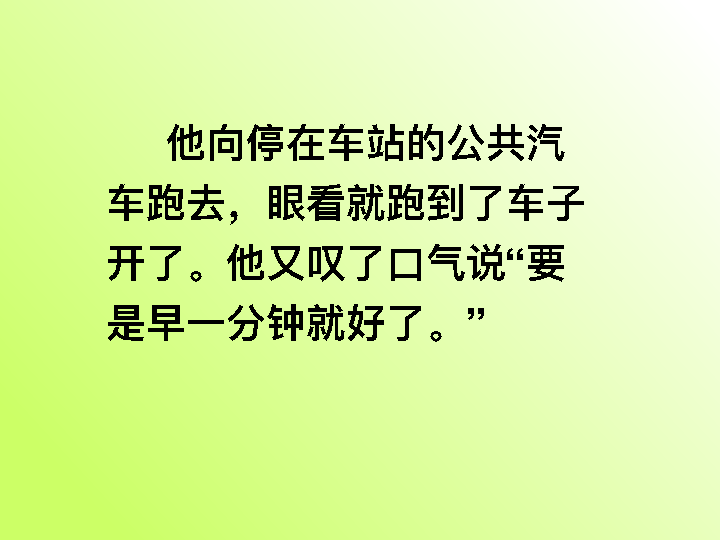 他向停在车站的公共汽
车跑去，眼看就跑到了车子
开了。他又叹了口气说“要
是早一分钟就好了。”